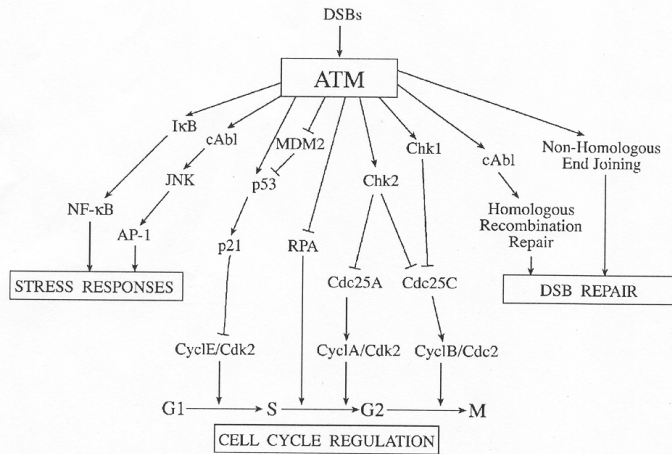 DSBs
ATM
IκB
cAbl
MDM2
Chk1
cAbl
Non-Homologous
End Joining
JNK
p53
Chk2
NF-κB
AP-1
p21
RPA
Homologous
Recombination
Repair
STRESS RESPONSES
Cdc25A
Cdc25C
DSB REPAIR
CyclE/Cdk2
CyclA/Cdk2
CyclB/Cdc2
G1
S
G2
M
CELL CYCLE REGULATION